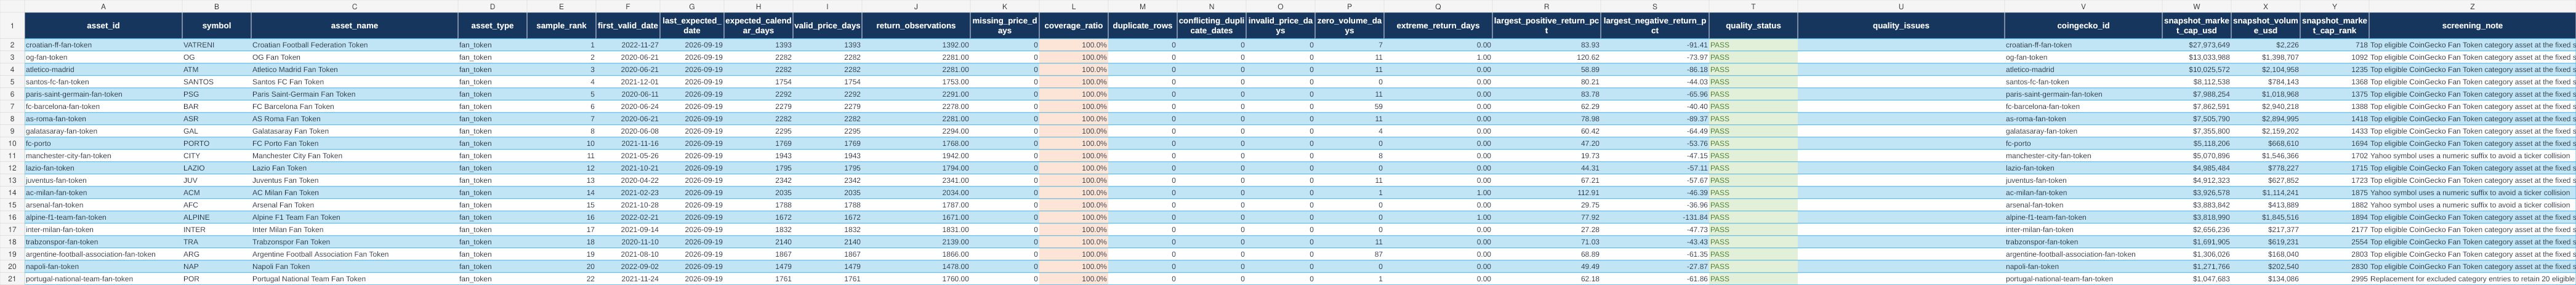 A B C D E F G H I J K L M N O P Q R S T U V W X Y Z
1 asset_id symbol asset_name asset_type sample_rank first_valid_date last_expected_date expected_calendar_days valid_price_days return_observations missing_price_days coverage_ratio duplicate_rows conflicting_duplicate_dates invalid_price_days zero_volume_days extreme_return_days largest_positive_return_pct largest_negative_return_pct quality_status quality_issues coingecko_id snapshot_market_cap_usd snapshot_volume_usd snapshot_market_cap_rank screening_note
2 croatian-ff-fan-token VATRENI Croatian Football Federation Token fan_token 1 2022-11-27 2026-09-19 1393 1393 1392.00 0 100.0% 0 0 0 7 0.00 83.93 -91.41 PASS croatian-ff-fan-token $27,973,649 $2,226 718 Top eligible CoinGecko Fan Token category asset at the fixed s
3 og-fan-token OG OG Fan Token fan_token 2 2020-06-21 2026-09-19 2282 2282 2281.00 0 100.0% 0 0 0 11 1.00 120.62 -73.97 PASS og-fan-token $13,033,988 $1,398,707 1092 Top eligible CoinGecko Fan Token category asset at the fixed s
4 atletico-madrid ATM Atletico Madrid Fan Token fan_token 3 2020-06-21 2026-09-19 2282 2282 2281.00 0 100.0% 0 0 0 11 0.00 58.89 -86.18 PASS atletico-madrid $10,025,572 $2,104,958 1235 Top eligible CoinGecko Fan Token category asset at the fixed s
5 santos-fc-fan-token SANTOS Santos FC Fan Token fan_token 4 2021-12-01 2026-09-19 1754 1754 1753.00 0 100.0% 0 0 0 0 0.00 80.21 -44.03 PASS santos-fc-fan-token $8,112,538 $784,143 1368 Top eligible CoinGecko Fan Token category asset at the fixed s
6 paris-saint-germain-fan-token PSG Paris Saint-Germain Fan Token fan_token 5 2020-06-11 2026-09-19 2292 2292 2291.00 0 100.0% 0 0 0 11 0.00 83.78 -65.96 PASS paris-saint-germain-fan-token $7,988,254 $1,018,968 1375 Top eligible CoinGecko Fan Token category asset at the fixed s
7 fc-barcelona-fan-token BAR FC Barcelona Fan Token fan_token 6 2020-06-24 2026-09-19 2279 2279 2278.00 0 100.0% 0 0 0 59 0.00 62.29 -40.40 PASS fc-barcelona-fan-token $7,862,591 $2,940,218 1388 Top eligible CoinGecko Fan Token category asset at the fixed s
8 as-roma-fan-token ASR AS Roma Fan Token fan_token 7 2020-06-21 2026-09-19 2282 2282 2281.00 0 100.0% 0 0 0 11 0.00 78.98 -89.37 PASS as-roma-fan-token $7,505,790 $2,894,995 1418 Top eligible CoinGecko Fan Token category asset at the fixed s
9 galatasaray-fan-token GAL Galatasaray Fan Token fan_token 8 2020-06-08 2026-09-19 2295 2295 2294.00 0 100.0% 0 0 0 4 0.00 60.42 -64.49 PASS galatasaray-fan-token $7,355,800 $2,159,202 1433 Top eligible CoinGecko Fan Token category asset at the fixed s
10 fc-porto PORTO FC Porto Fan Token fan_token 10 2021-11-16 2026-09-19 1769 1769 1768.00 0 100.0% 0 0 0 0 0.00 47.20 -53.76 PASS fc-porto $5,118,206 $668,610 1694 Top eligible CoinGecko Fan Token category asset at the fixed s
11 manchester-city-fan-token CITY Manchester City Fan Token fan_token 11 2021-05-26 2026-09-19 1943 1943 1942.00 0 100.0% 0 0 0 8 0.00 19.73 -47.15 PASS manchester-city-fan-token $5,070,896 $1,546,366 1702 Yahoo symbol uses a numeric suffix to avoid a ticker collision
12 lazio-fan-token LAZIO Lazio Fan Token fan_token 12 2021-10-21 2026-09-19 1795 1795 1794.00 0 100.0% 0 0 0 0 0.00 44.31 -57.11 PASS lazio-fan-token $4,985,484 $778,227 1715 Top eligible CoinGecko Fan Token category asset at the fixed s
13 juventus-fan-token JUV Juventus Fan Token fan_token 13 2020-04-22 2026-09-19 2342 2342 2341.00 0 100.0% 0 0 0 11 0.00 67.21 -57.67 PASS juventus-fan-token $4,912,323 $627,852 1723 Top eligible CoinGecko Fan Token category asset at the fixed s
14 ac-milan-fan-token ACM AC Milan Fan Token fan_token 14 2021-02-23 2026-09-19 2035 2035 2034.00 0 100.0% 0 0 0 1 1.00 112.91 -46.39 PASS ac-milan-fan-token $3,926,578 $1,114,241 1875 Yahoo symbol uses a numeric suffix to avoid a ticker collision
15 arsenal-fan-token AFC Arsenal Fan Token fan_token 15 2021-10-28 2026-09-19 1788 1788 1787.00 0 100.0% 0 0 0 0 0.00 29.75 -36.96 PASS arsenal-fan-token $3,883,842 $413,889 1882 Yahoo symbol uses a numeric suffix to avoid a ticker collision
16 alpine-f1-team-fan-token ALPINE Alpine F1 Team Fan Token fan_token 16 2022-02-21 2026-09-19 1672 1672 1671.00 0 100.0% 0 0 0 0 1.00 77.92 -131.84 PASS alpine-f1-team-fan-token $3,818,990 $1,845,516 1894 Top eligible CoinGecko Fan Token category asset at the fixed s
17 inter-milan-fan-token INTER Inter Milan Fan Token fan_token 17 2021-09-14 2026-09-19 1832 1832 1831.00 0 100.0% 0 0 0 0 0.00 27.28 -47.73 PASS inter-milan-fan-token $2,656,236 $217,377 2177 Top eligible CoinGecko Fan Token category asset at the fixed s
18 trabzonspor-fan-token TRA Trabzonspor Fan Token fan_token 18 2020-11-10 2026-09-19 2140 2140 2139.00 0 100.0% 0 0 0 11 0.00 71.03 -43.43 PASS trabzonspor-fan-token $1,691,905 $619,231 2554 Top eligible CoinGecko Fan Token category asset at the fixed s
19 argentine-football-association-fan-token ARG Argentine Football Association Fan Token fan_token 19 2021-08-10 2026-09-19 1867 1867 1866.00 0 100.0% 0 0 0 87 0.00 68.89 -61.35 PASS argentine-football-association-fan-token $1,306,026 $168,040 2803 Top eligible CoinGecko Fan Token category asset at the fixed s
20 napoli-fan-token NAP Napoli Fan Token fan_token 20 2022-09-02 2026-09-19 1479 1479 1478.00 0 100.0% 0 0 0 0 0.00 49.49 -27.87 PASS napoli-fan-token $1,271,766 $202,540 2830 Top eligible CoinGecko Fan Token category asset at the fixed s
21 portugal-national-team-fan-token POR Portugal National Team Fan Token fan_token 22 2021-11-24 2026-09-19 1761 1761 1760.00 0 100.0% 0 0 0 1 0.00 62.18 -61.86 PASS portugal-national-team-fan-token $1,047,683 $134,086 2995 Replacement for excluded category entries to retain 20 eligible